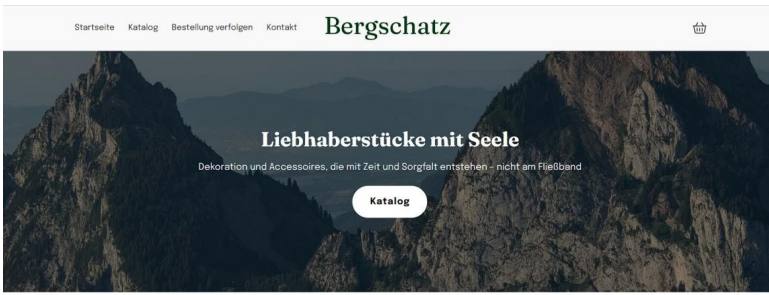 Startseite Katalog Bestellung verfolgen Kontakt Bergschatz
Liebhaberstücke mit Seele
Dekoration und Accessoires, die mit Zeit und Sorgfalt entstehen – nicht am Fließband
Katalog